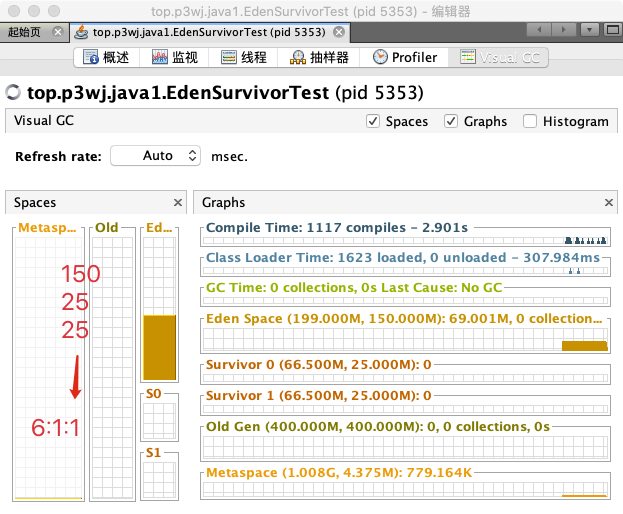 top.p3wj.java1.EdenSurvivorTest (pid 5353) - 编辑器
起始页
top.p3wj.java1.EdenSurvivorTest (pid 5353)
概述 监视 线程 抽样器 Profiler Visual GC
top.p3wj.java1.EdenSurvivorTest (pid 5353)
Visual GC
Spaces Graphs Histogram
Refresh rate: Auto msec.
Spaces
Metasp... Old Ed...
150
25
25
6:1:1
S0
S1
Graphs
Compile Time: 1117 compiles - 2.901s
Class Loader Time: 1623 loaded, 0 unloaded - 307.984ms
GC Time: 0 collections, 0s Last Cause: No GC
Eden Space (199.000M, 150.000M): 69.001M, 0 collection...
Survivor 0 (66.500M, 25.000M): 0
Survivor 1 (66.500M, 25.000M): 0
Old Gen (400.000M, 400.000M): 0, 0 collections, 0s
Metaspace (1.008G, 4.375M): 779.164K